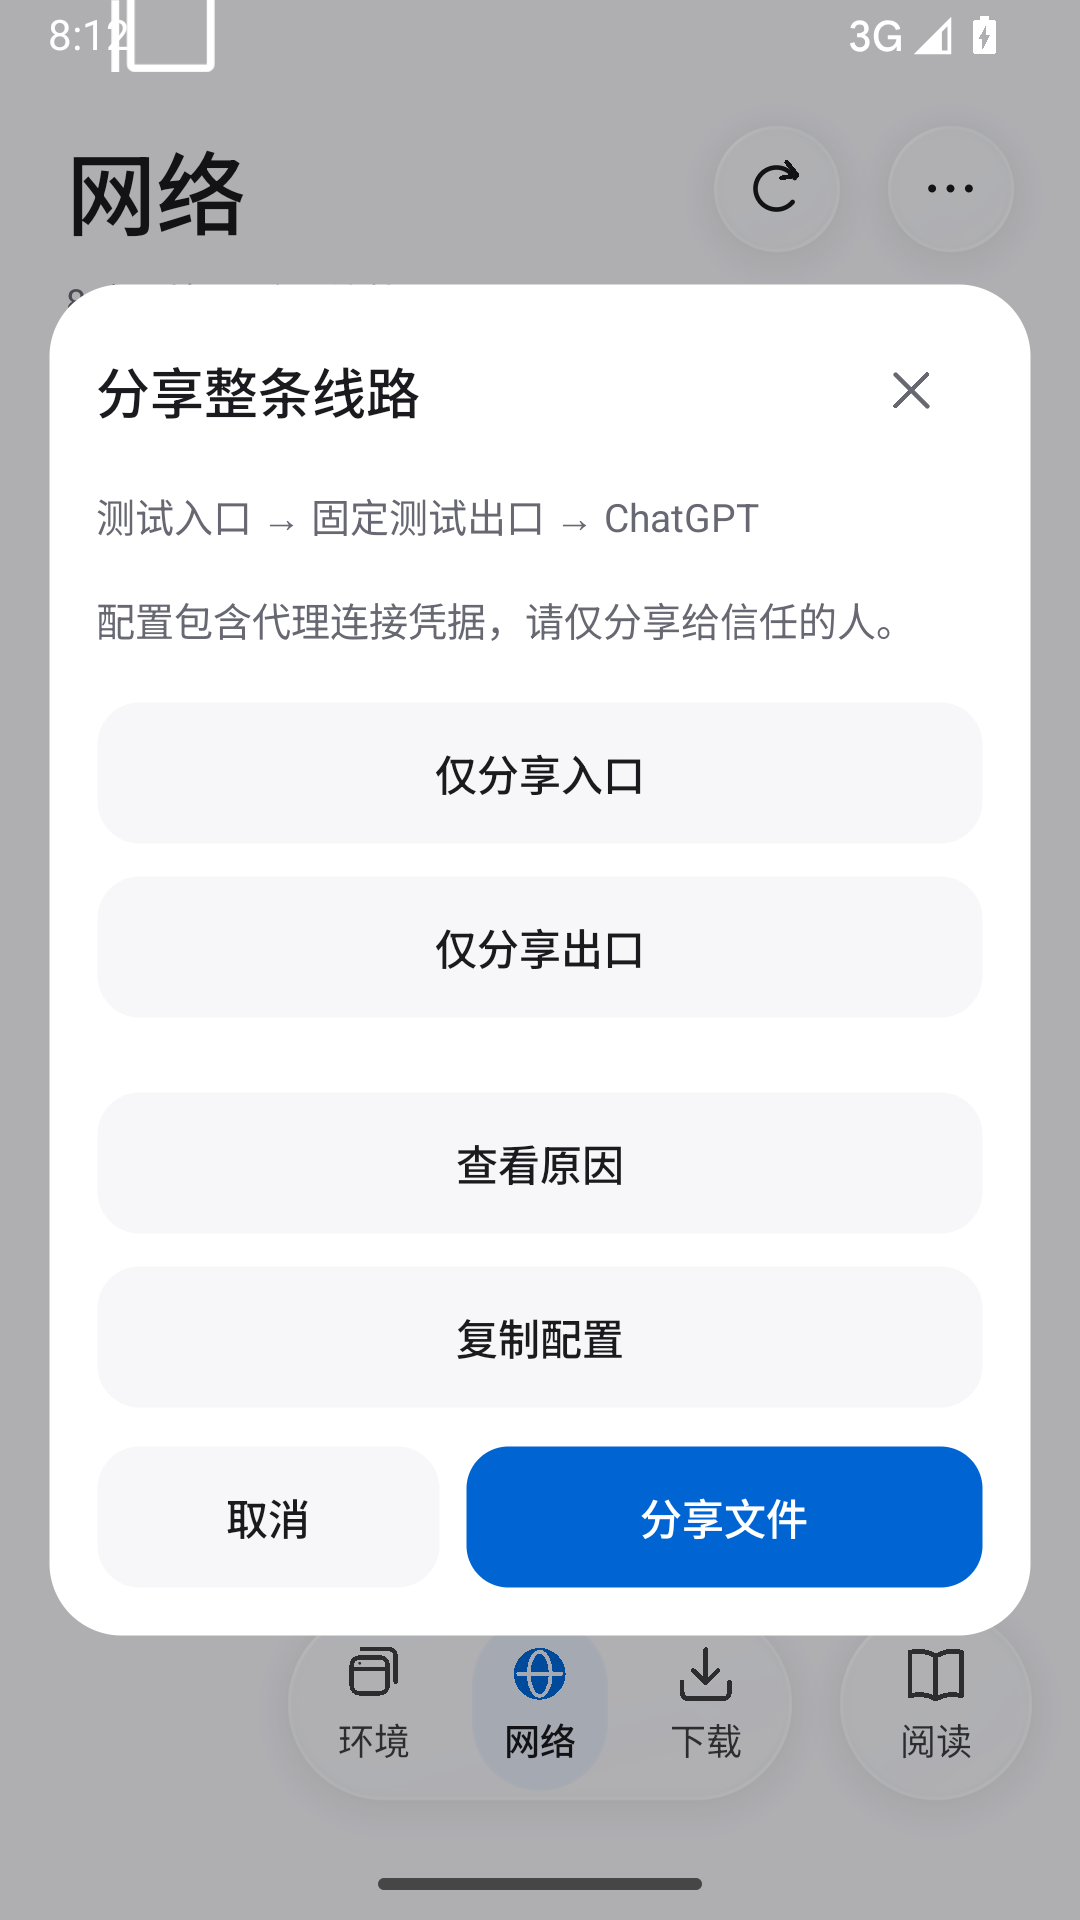 8:12
3G
网络
分享整条线路
测试入口 → 固定测试出口 → ChatGPT
配置包含代理连接凭据，请仅分享给信任的人。
仅分享入口
仅分享出口
查看原因
复制配置
取消
分享文件
环境
网络
下载
阅读